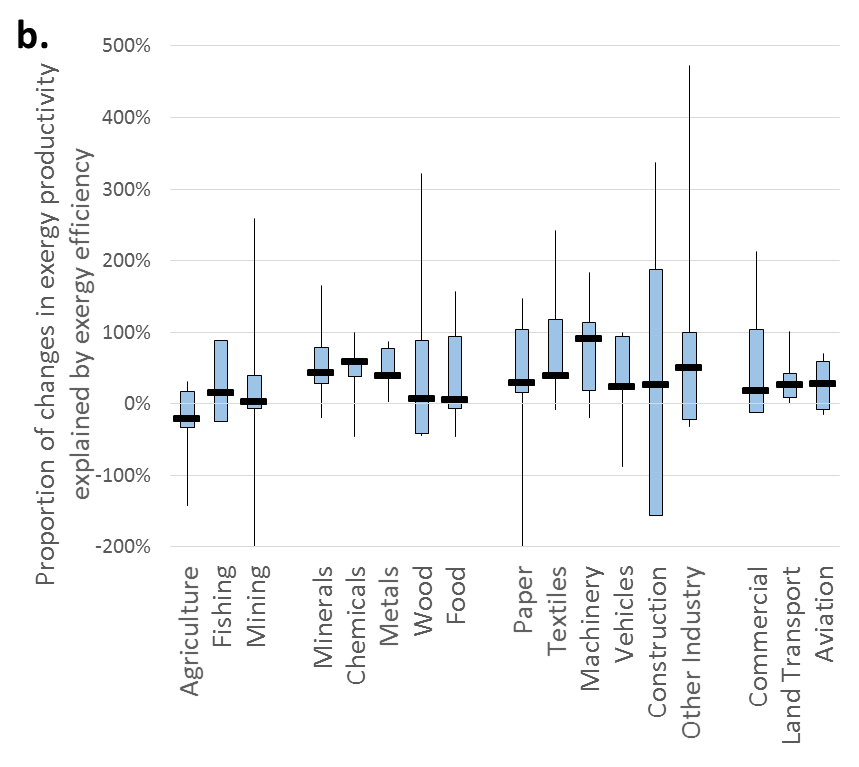 b.
Proportion of changes in exergy productivity
explained by exergy efficiency
500%
400%
300%
200%
100%
0%
-100%
-200%
Agriculture
Fishing
Mining
Minerals
Chemicals
Metals
Wood
Food
Paper
Textiles
Machinery
Vehicles
Construction
Other Industry
Commercial
Land Transport
Aviation